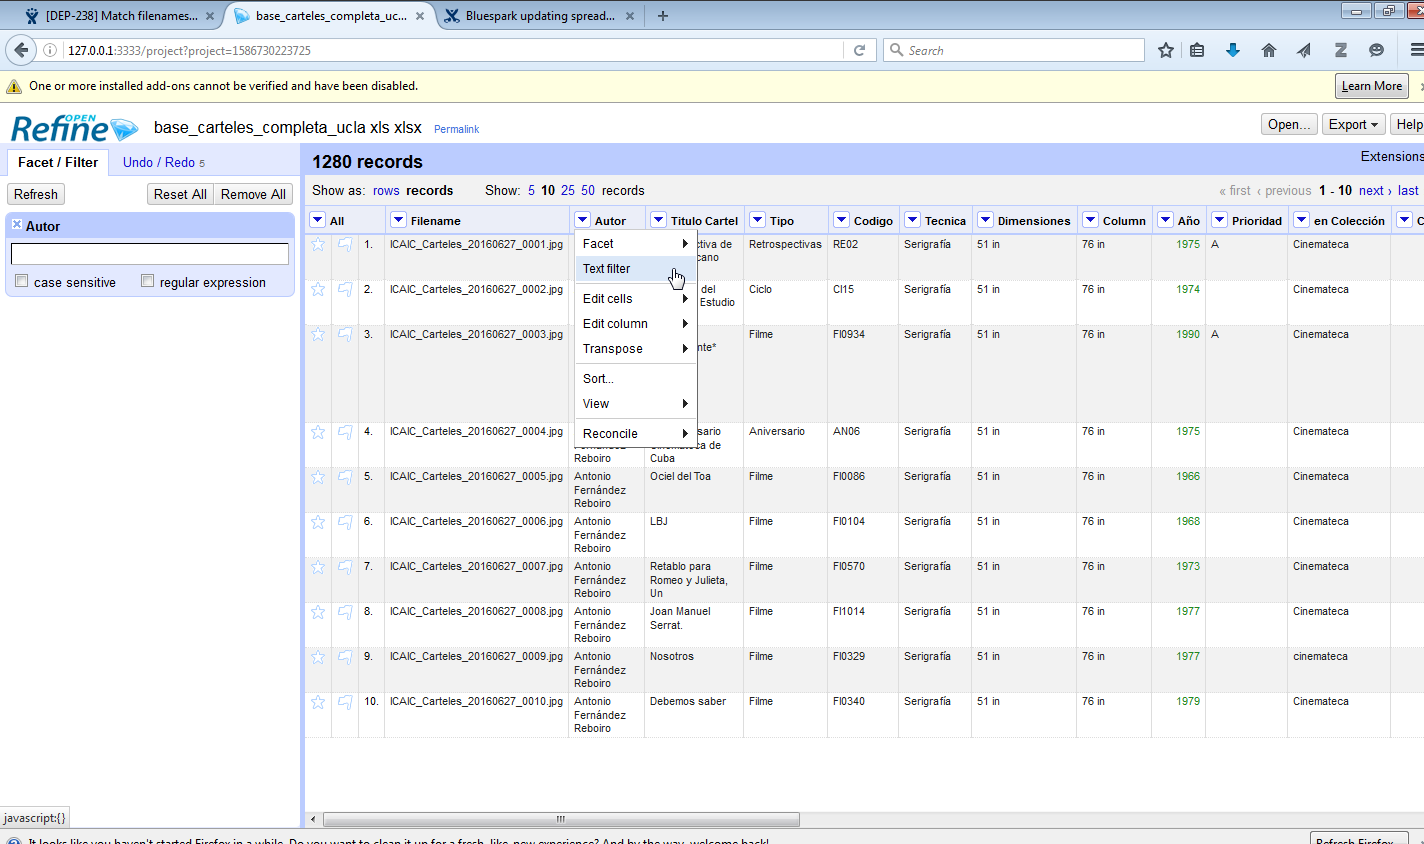 [DEP-238] Match filenames...
base_carteles_completa_uc...
Bluespark updating spread...
127.0.0.1:3333/project?project=1586730223725
Search
One or more installed add-ons cannot be verified and have been disabled.
Learn More
OPEN
Refine
base_carteles_completa_ucla xls xlsx Permalink
Open... Export Help
Facet / Filter Undo / Redo 5
1280 records
Extensions
Refresh Reset All Remove All
Show as: rows records Show: 5 10 25 50 records
« first ‹ previous 1 - 10 next › last
Autor
case sensitive regular expression
All Filename Autor Titulo Cartel Tipo Codigo Tecnica Dimensiones Column Año Prioridad en Colección C
Facet
Text filter
Edit cells
Edit column
Transpose
Sort...
View
Reconcile
1. ICAIC_Carteles_20160627_0001.jpg ctiva de Retrospectivas RE02 Serigrafía 51 in 76 in 1975 A Cinemateca
cano
2. ICAIC_Carteles_20160627_0002.jpg del Ciclo CI15 Serigrafía 51 in 76 in 1974 Cinemateca
Estudio
3. ICAIC_Carteles_20160627_0003.jpg Filme FI0934 Serigrafía 51 in 76 in 1990 A Cinemateca
nte*
4. ICAIC_Carteles_20160627_0004.jpg sario Aniversario AN06 Serigrafía 51 in 76 in 1975 Cinemateca
Fernández Cinemateca de
Reboiro Cuba
5. ICAIC_Carteles_20160627_0005.jpg Antonio Ociel del Toa Filme FI0086 Serigrafía 51 in 76 in 1966 Cinemateca
Fernández
Reboiro
6. ICAIC_Carteles_20160627_0006.jpg Antonio LBJ Filme FI0104 Serigrafía 51 in 76 in 1968 Cinemateca
Fernández
Reboiro
7. ICAIC_Carteles_20160627_0007.jpg Antonio Retablo para Filme FI0570 Serigrafía 51 in 76 in 1973 Cinemateca
Fernández Romeo y Julieta,
Reboiro Un
8. ICAIC_Carteles_20160627_0008.jpg Antonio Joan Manuel Filme FI1014 Serigrafía 51 in 76 in 1977 Cinemateca
Fernández Serrat.
Reboiro
9. ICAIC_Carteles_20160627_0009.jpg Antonio Nosotros Filme FI0329 Serigrafía 51 in 76 in 1977 cinemateca
Fernández
Reboiro
10. ICAIC_Carteles_20160627_0010.jpg Antonio Debemos saber Filme FI0340 Serigrafía 51 in 76 in 1979 Cinemateca
Fernández
Reboiro
javascript:{}
It looks like you haven't started Firefox in a while. Do you want to clean it up for a fresh, like-new experience? And by the way, welcome back!
Refresh Firefox...